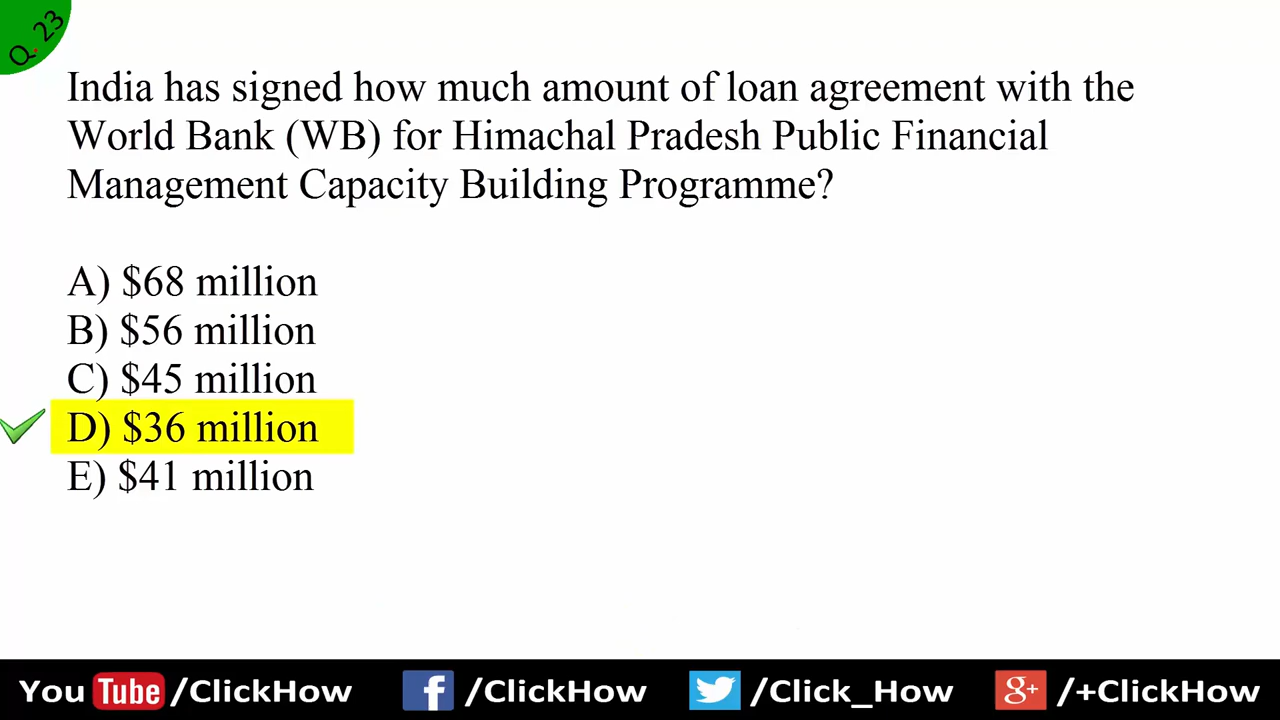 Q. 23
India has signed how much amount of loan agreement with the
World Bank (WB) for Himachal Pradesh Public Financial
Management Capacity Building Programme?
A) $68 million
B) $56 million
C) $45 million
D) $36 million
E) $41 million
You Tube /ClickHow f /ClickHow /Click_How g+ /+ClickHow